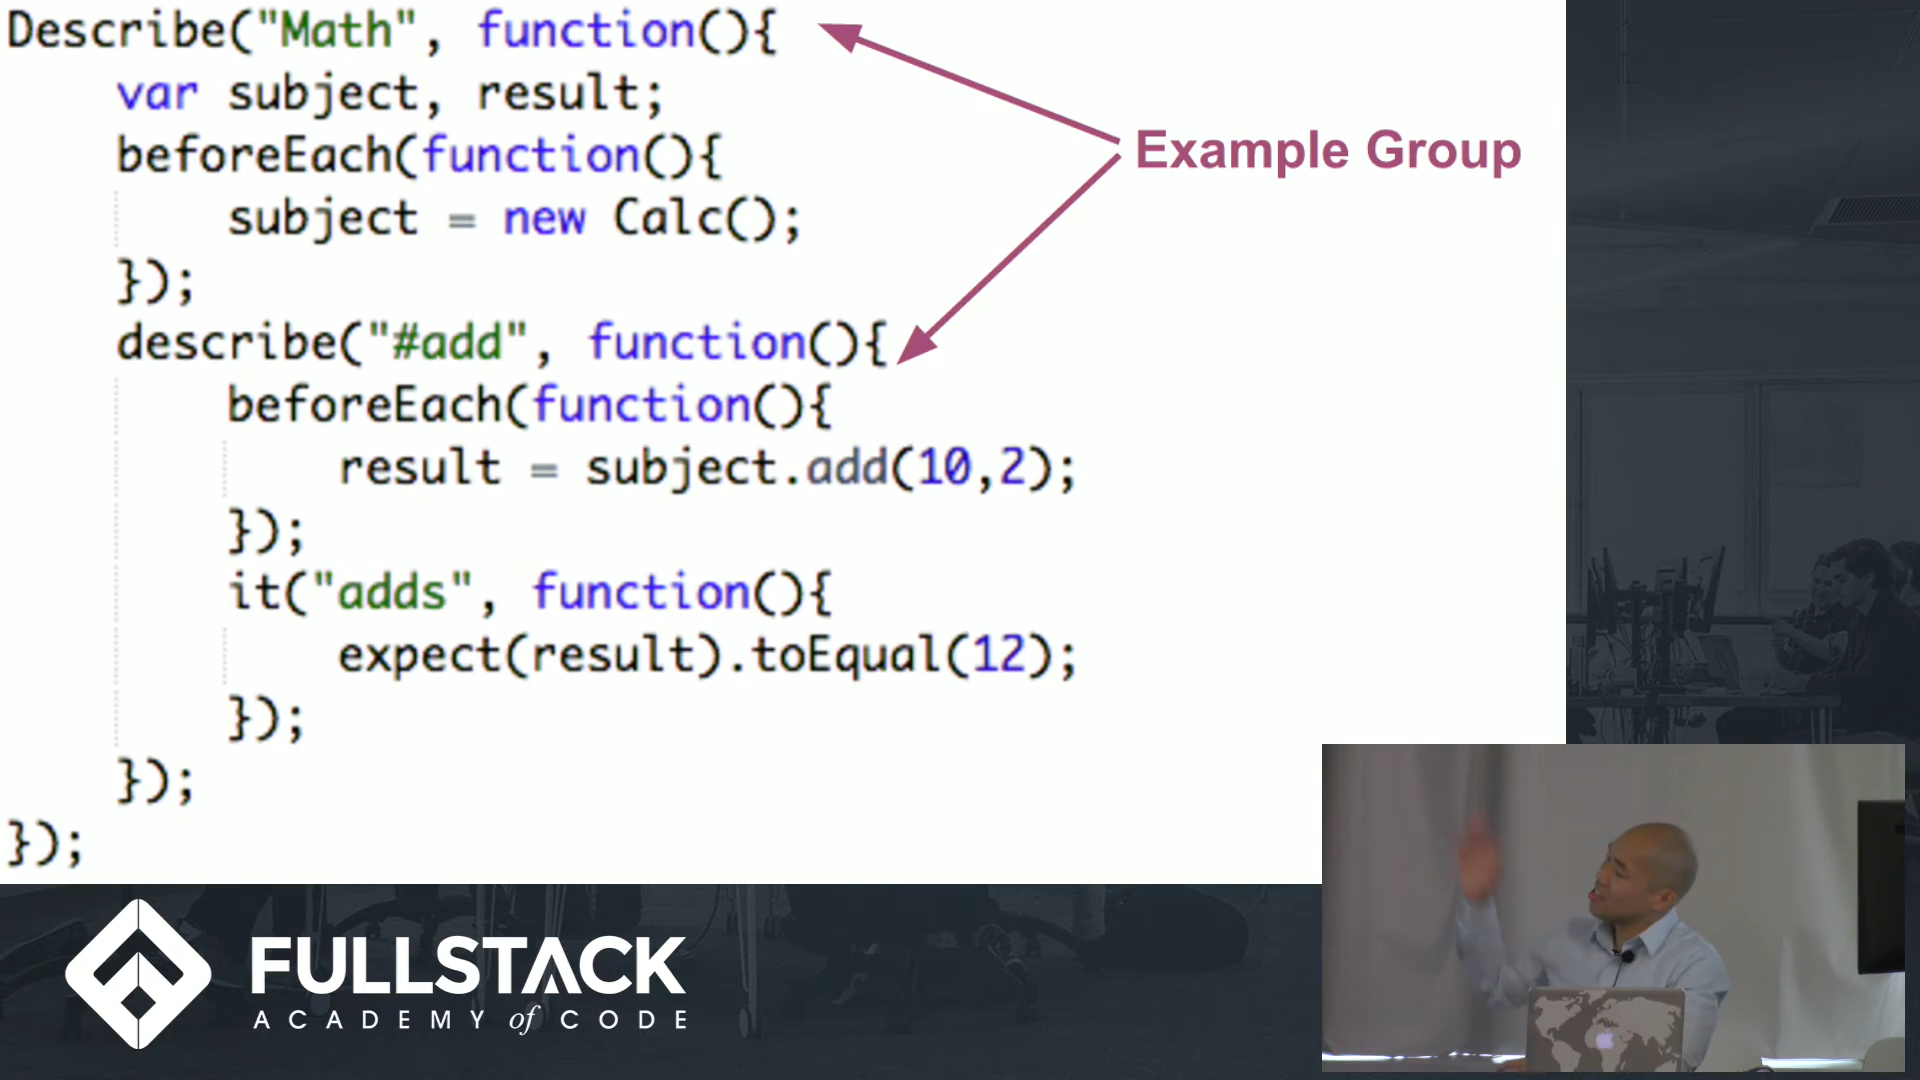 Describe("Math", function(){
var subject, result;
beforeEach(function(){
subject = new Calc();
});
describe("#add", function(){
beforeEach(function(){
result = subject.add(10,2);
});
it("adds", function(){
expect(result).toEqual(12);
});
});
});
Example Group
FULLSTACK
ACADEMY of CODE